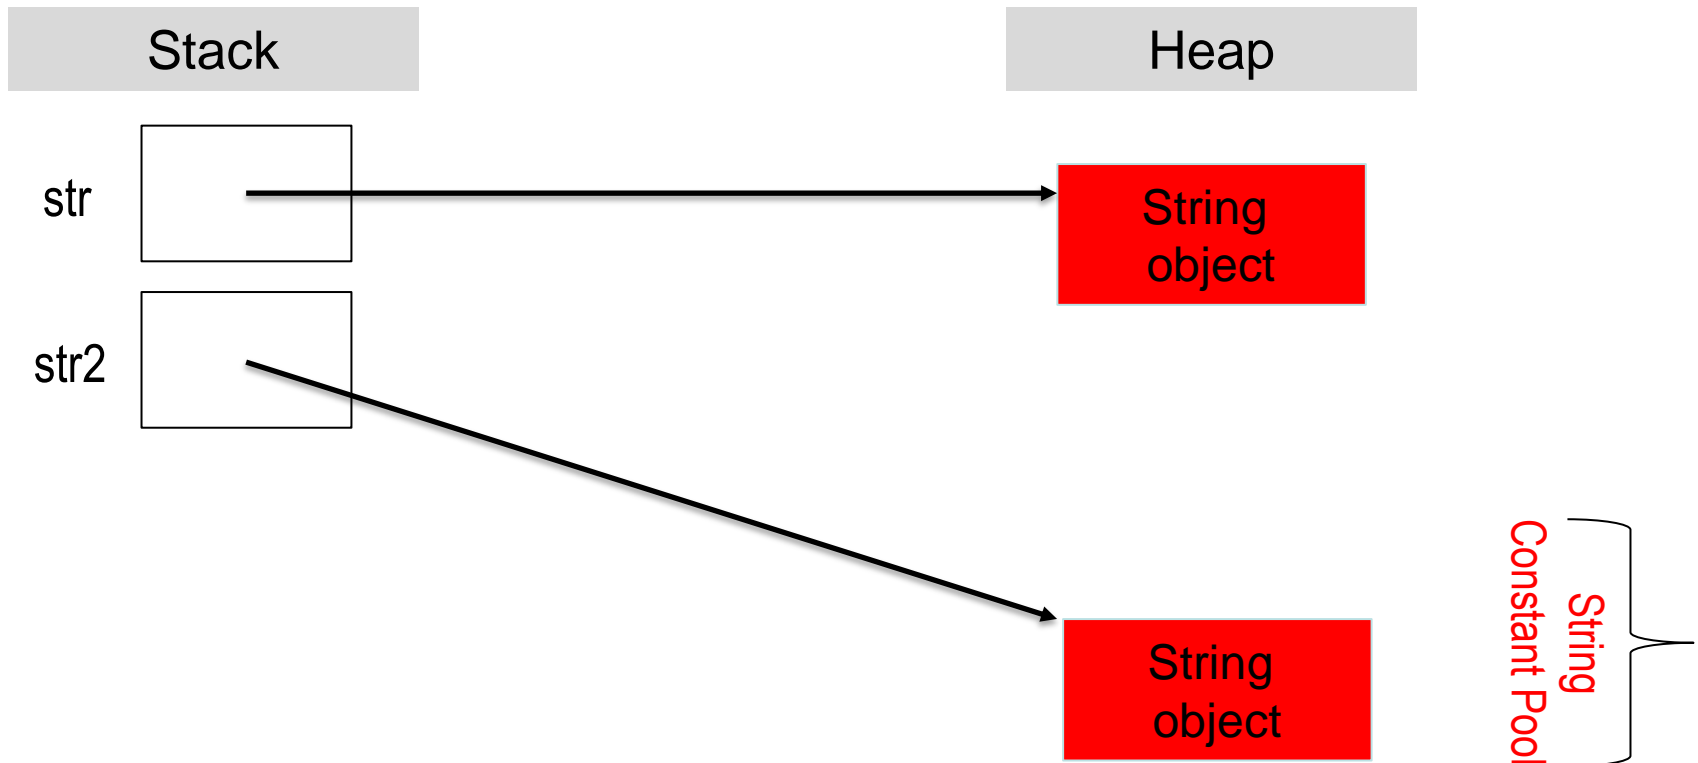 Stack
Heap
str
String
object
str2
String
object
String
Constant Pool